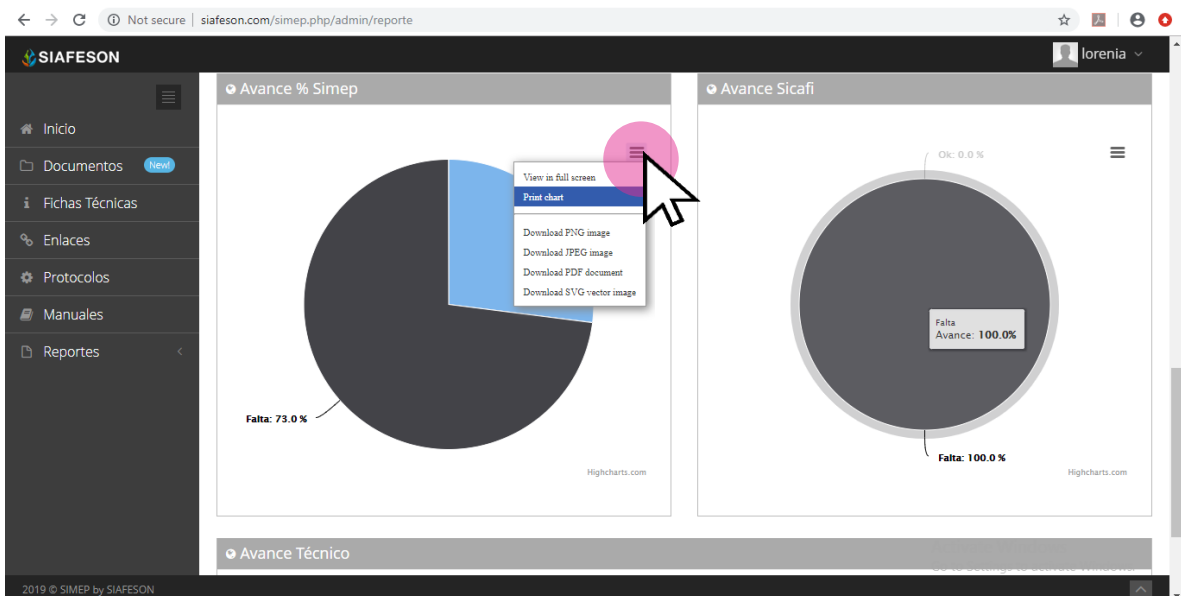 Not secure | siafeson.com/simep.php/admin/reporte
SIAFESON
lorenia
Inicio
Documentos New!
Fichas Técnicas
Enlaces
Protocolos
Manuales
Reportes
Avance % Simep
View in full screen
Print chart
Download PNG image
Download JPEG image
Download PDF document
Download SVG vector image
Falta: 73.0 %
Highcharts.com
Avance Sicafi
Ok: 0.0 %
Falta
Avance: 100.0%
Falta: 100.0 %
Highcharts.com
Avance Técnico
2019 © SIMEP by SIAFESON